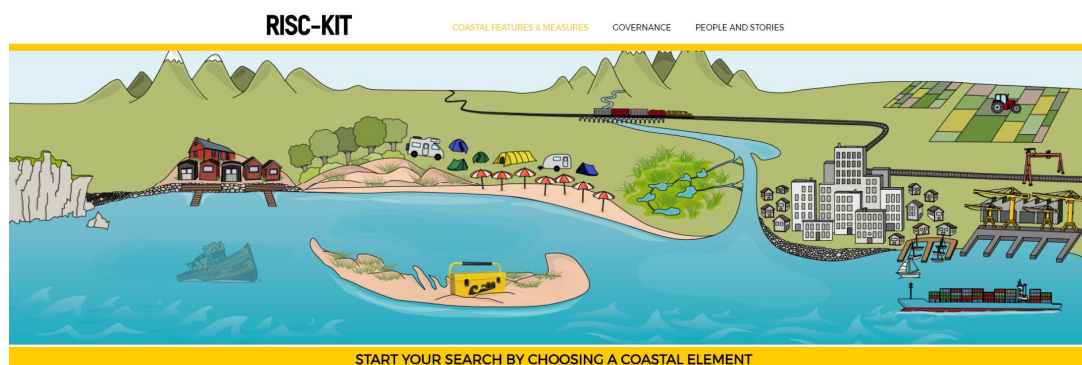 RISC-KIT
COASTAL FEATURES & MEASURES GOVERNANCE PEOPLE AND STORIES
START YOUR SEARCH BY CHOOSING A COASTAL ELEMENT